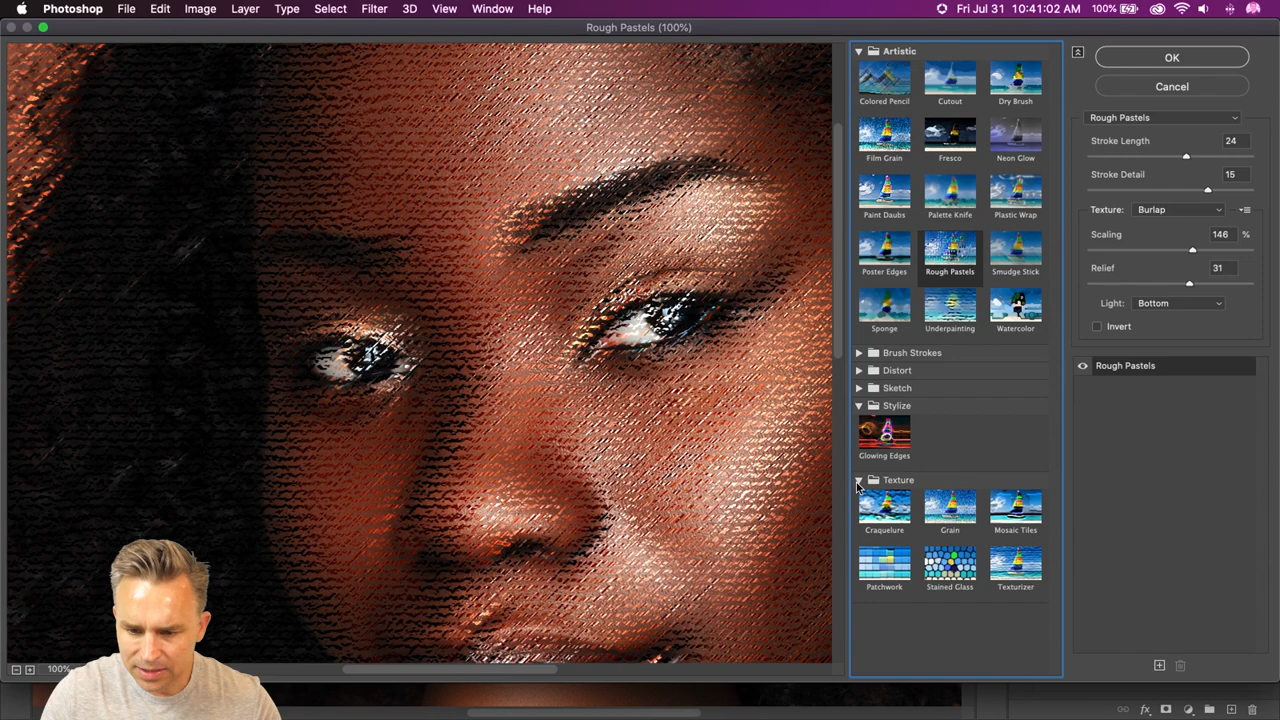 Photoshop File Edit Image Layer Type Select Filter 3D View Window Help 100% Fri Jul 31 10:41:02 AM
Rough Pastels (100%)
Artistic
Colored Pencil Cutout Dry Brush
Film Grain Fresco Neon Glow
Paint Daubs Palette Knife Plastic Wrap
Poster Edges Rough Pastels Smudge Stick
Sponge Underpainting Watercolor
Brush Strokes
Distort
Sketch
Stylize
Glowing Edges
Texture
Craquelure Grain Mosaic Tiles
Patchwork Stained Glass Texturizer
OK
Cancel
Rough Pastels
Stroke Length 24
Stroke Detail 15
Texture: Burlap
Scaling 146 %
Relief 31
Light: Bottom
Invert
Rough Pastels
100%
fx